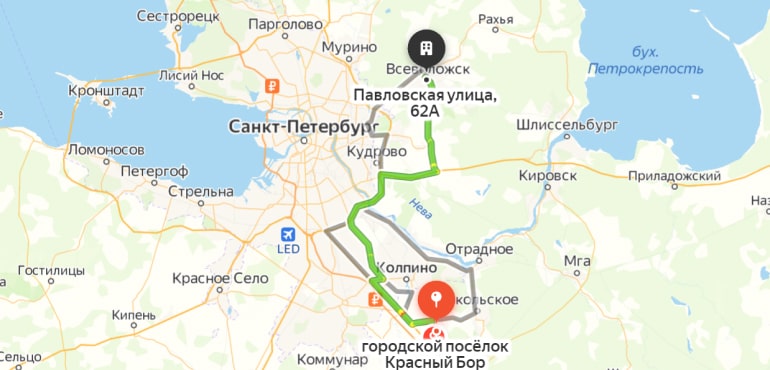 Сестрорецк
Парголово
Рахья
Мурино
Всеволожск
бух.
Петрокрепость
Лисий Нос
₽
Кронштадт
Павловская улица,
62А
Санкт-Петербург
Шлиссельбург
Ломоносов
Кудрово
Петергоф
Кировск
Приладожский
Стрельна
Наз
Нева
LED
Отрадное
Мга
Гостилицы
Красное Село
Колпино
₽
кольское
Кипень
городской посёлок
Красный Бор
Сельцо
Коммунар